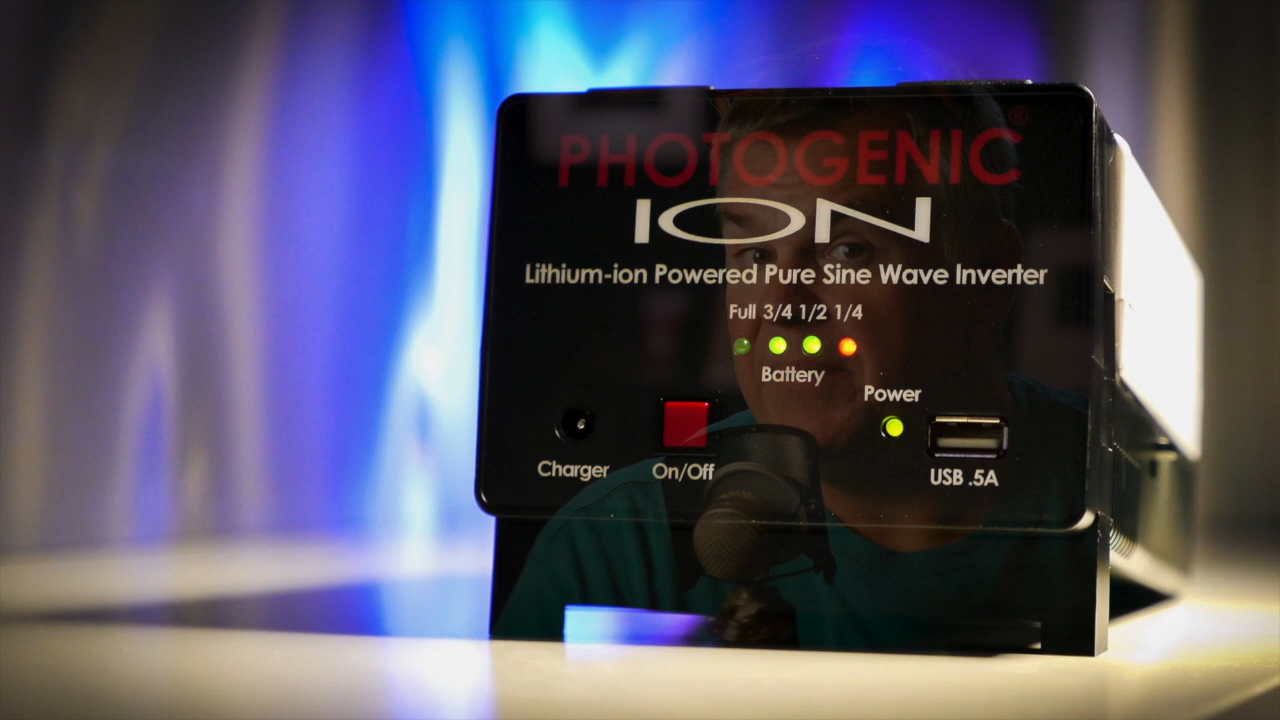 PHOTOGENIC®
ION
Lithium-ion Powered Pure Sine Wave Inverter
Full 3/4 1/2 1/4
Battery
Power
Charger
On/Off
USB .5A